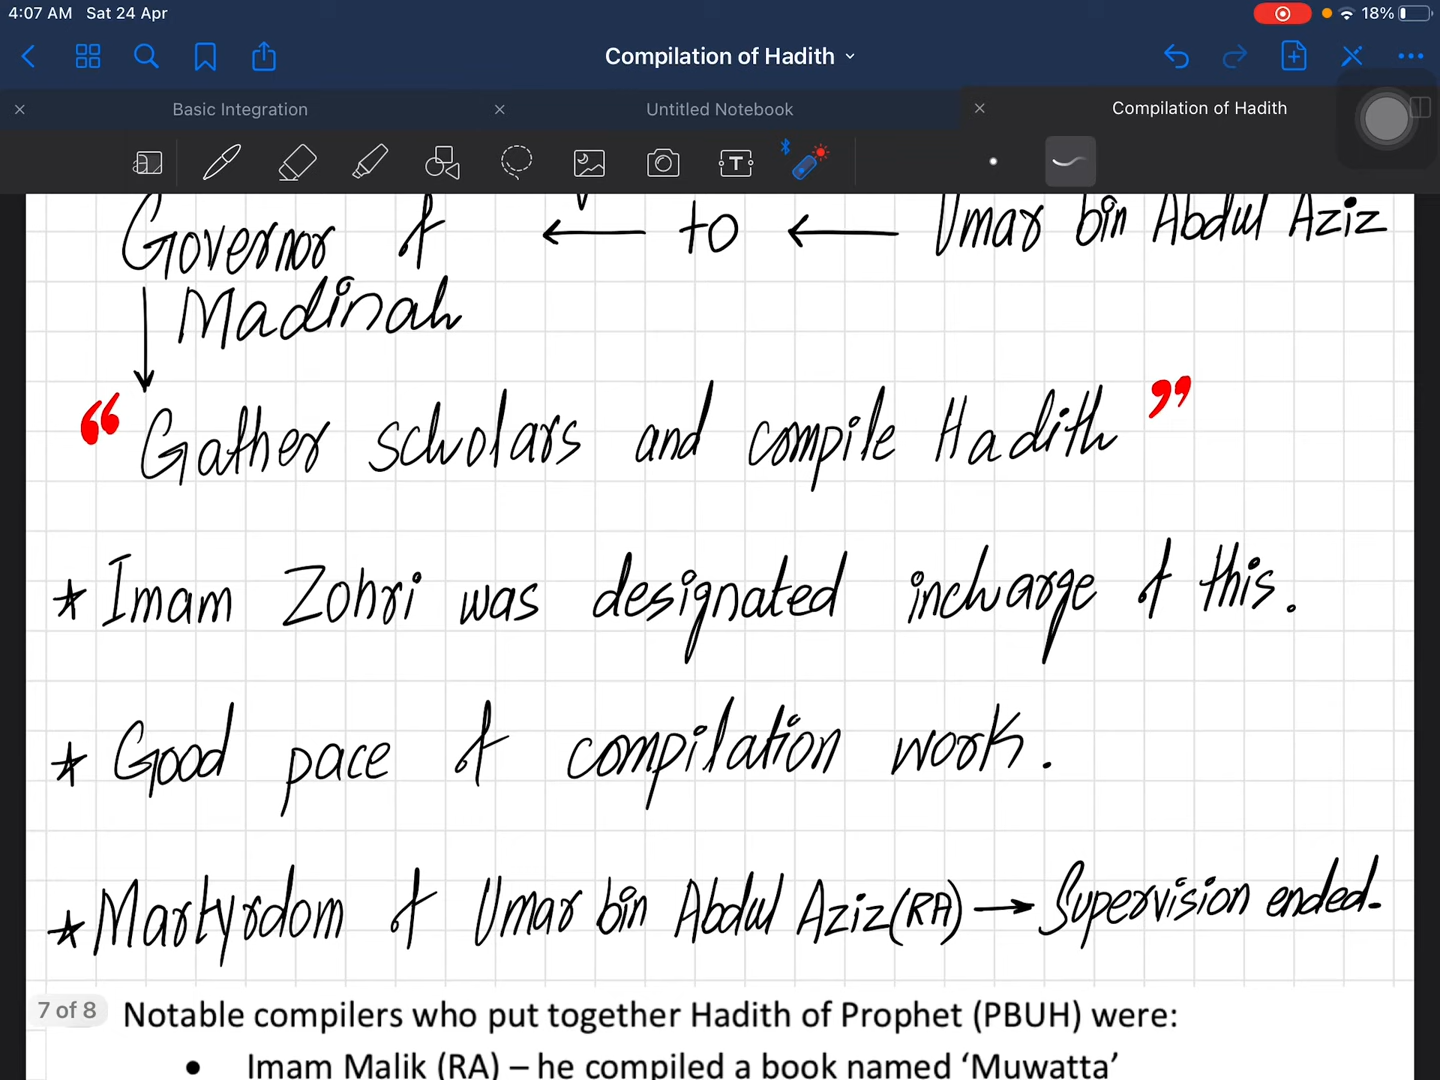 4:07 AM Sat 24 Apr 18%
Compilation of Hadith
Basic Integration Untitled Notebook Compilation of Hadith
T
Governor of ← to ← Umar bin Abdul Aziz
Madinah
“Gather scholars and compile Hadith”
* Imam Zohri was designated incharge of this.
* Good pace of compilation work.
* Martyrdom of Umar bin Abdul Aziz (RA) → Supervision ended.
7 of 8
Notable compilers who put together Hadith of Prophet (PBUH) were:
• Imam Malik (RA) – he compiled a book named ‘Muwatta’